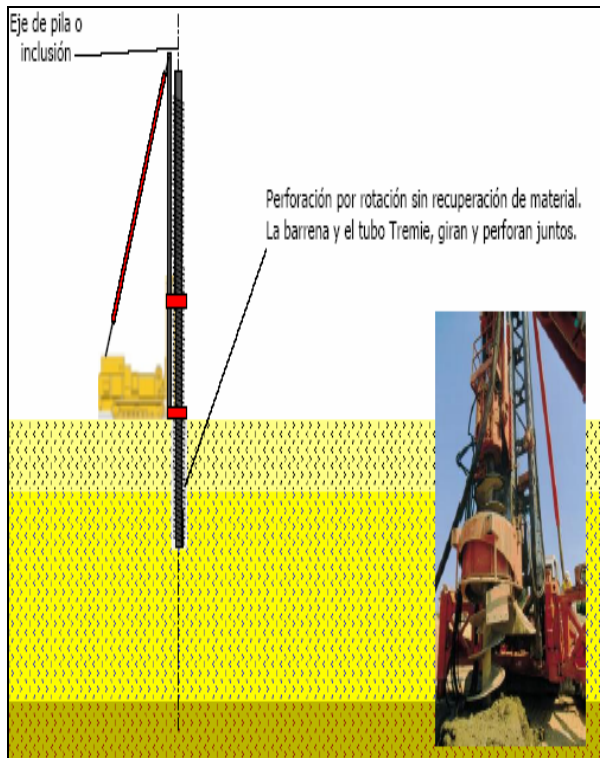 Eje de pila o
inclusión
Perforación por rotación sin recuperación de material.
La barrena y el tubo Tremie, giran y perforan juntos.